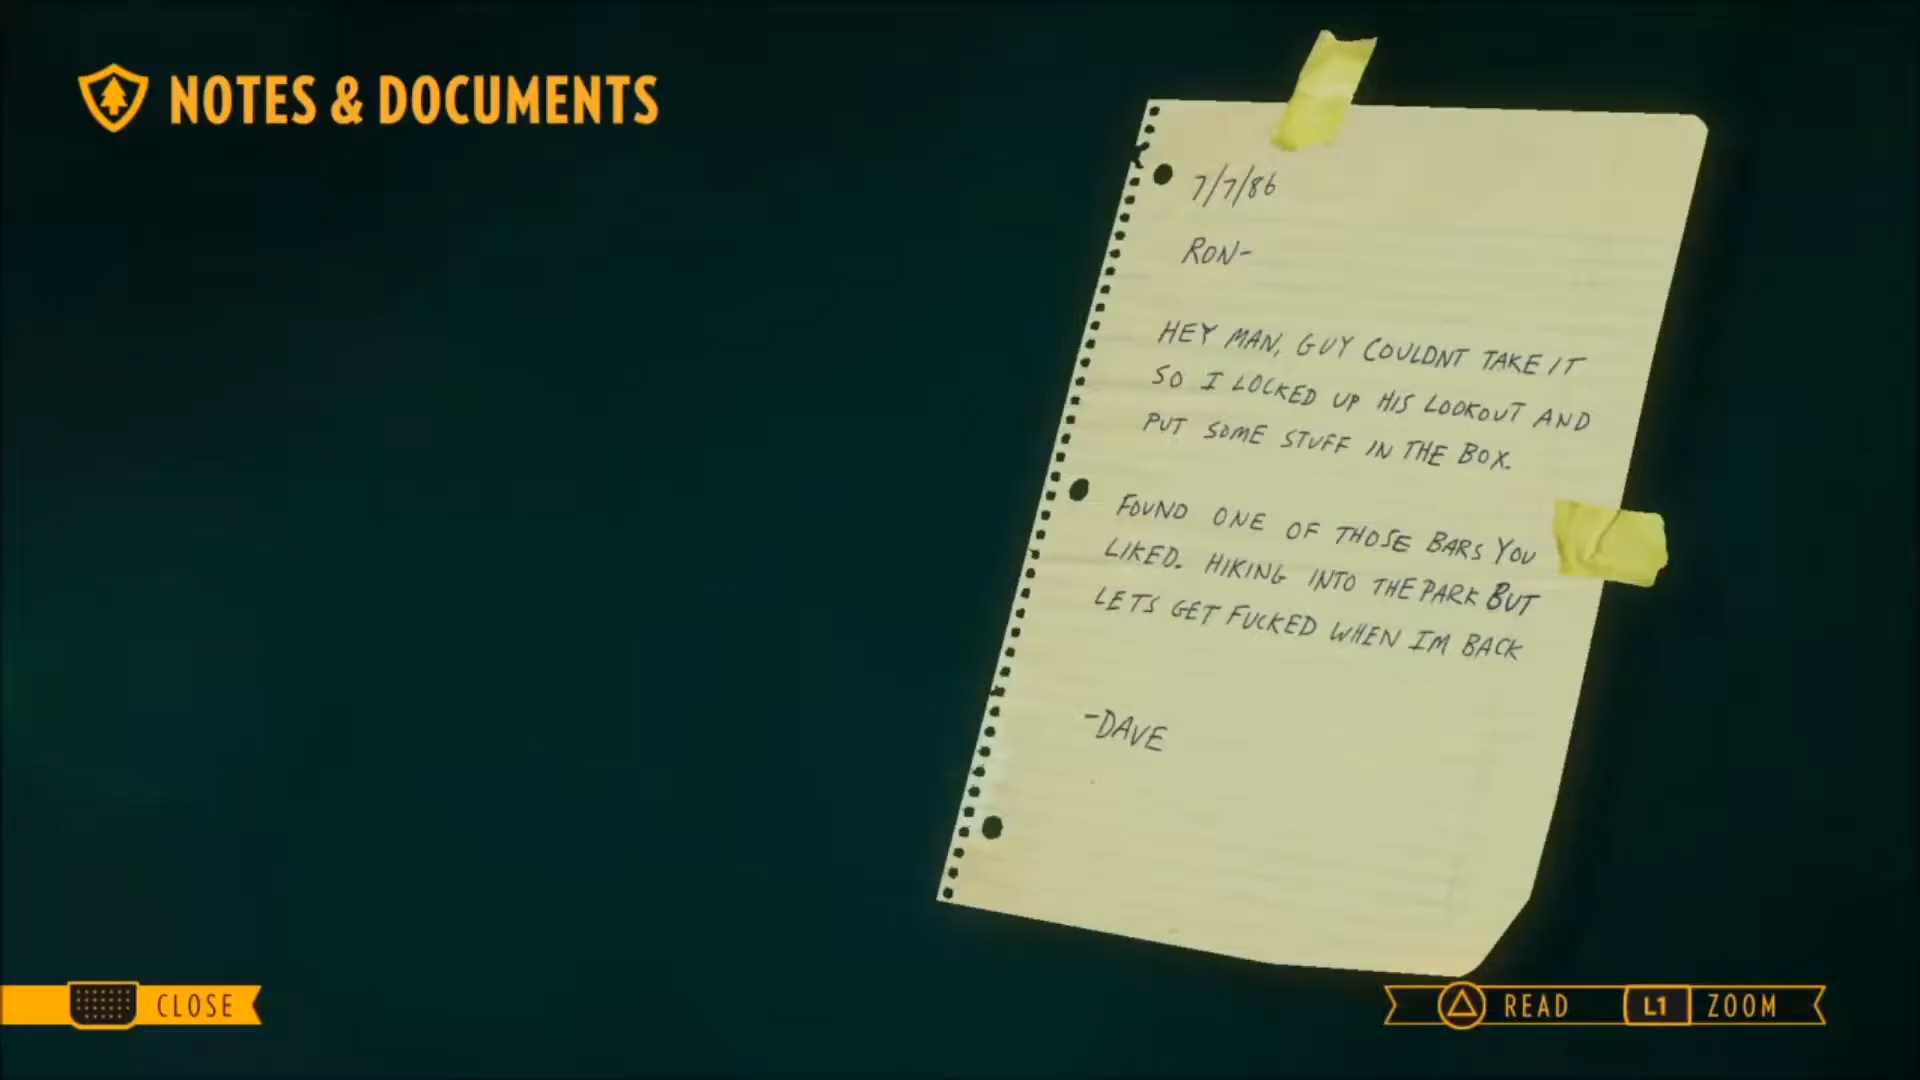 NOTES & DOCUMENTS
7/7/86
RON-
HEY MAN, GUY COULDNT TAKE IT
SO I LOCKED UP HIS LOOKOUT AND
PUT SOME STUFF IN THE BOX.
FOUND ONE OF THOSE BARS YOU
LIKED. HIKING INTO THE PARK BUT
LETS GET FUCKED WHEN IM BACK
-DAVE
CLOSE
READ L1 ZOOM